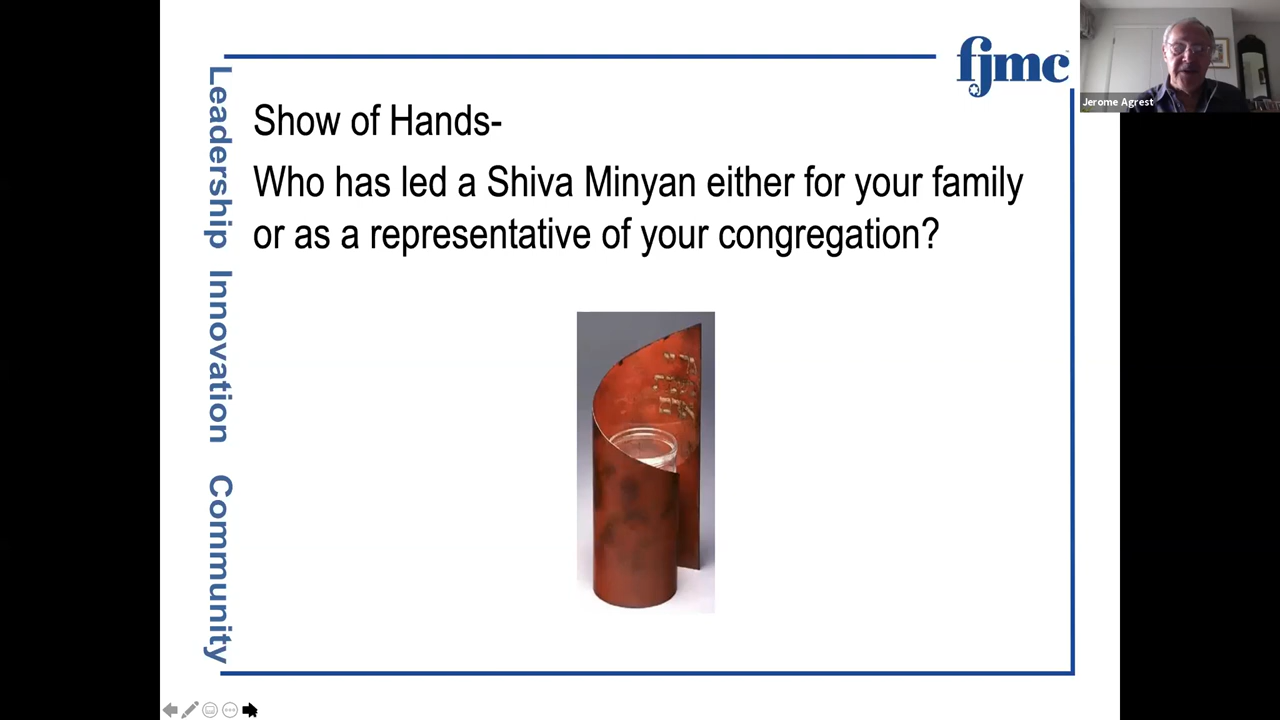 fjmc
Jerome Agrest
Show of Hands-
Who has led a Shiva Minyan either for your family
or as a representative of your congregation?
Leadership Innovation Community